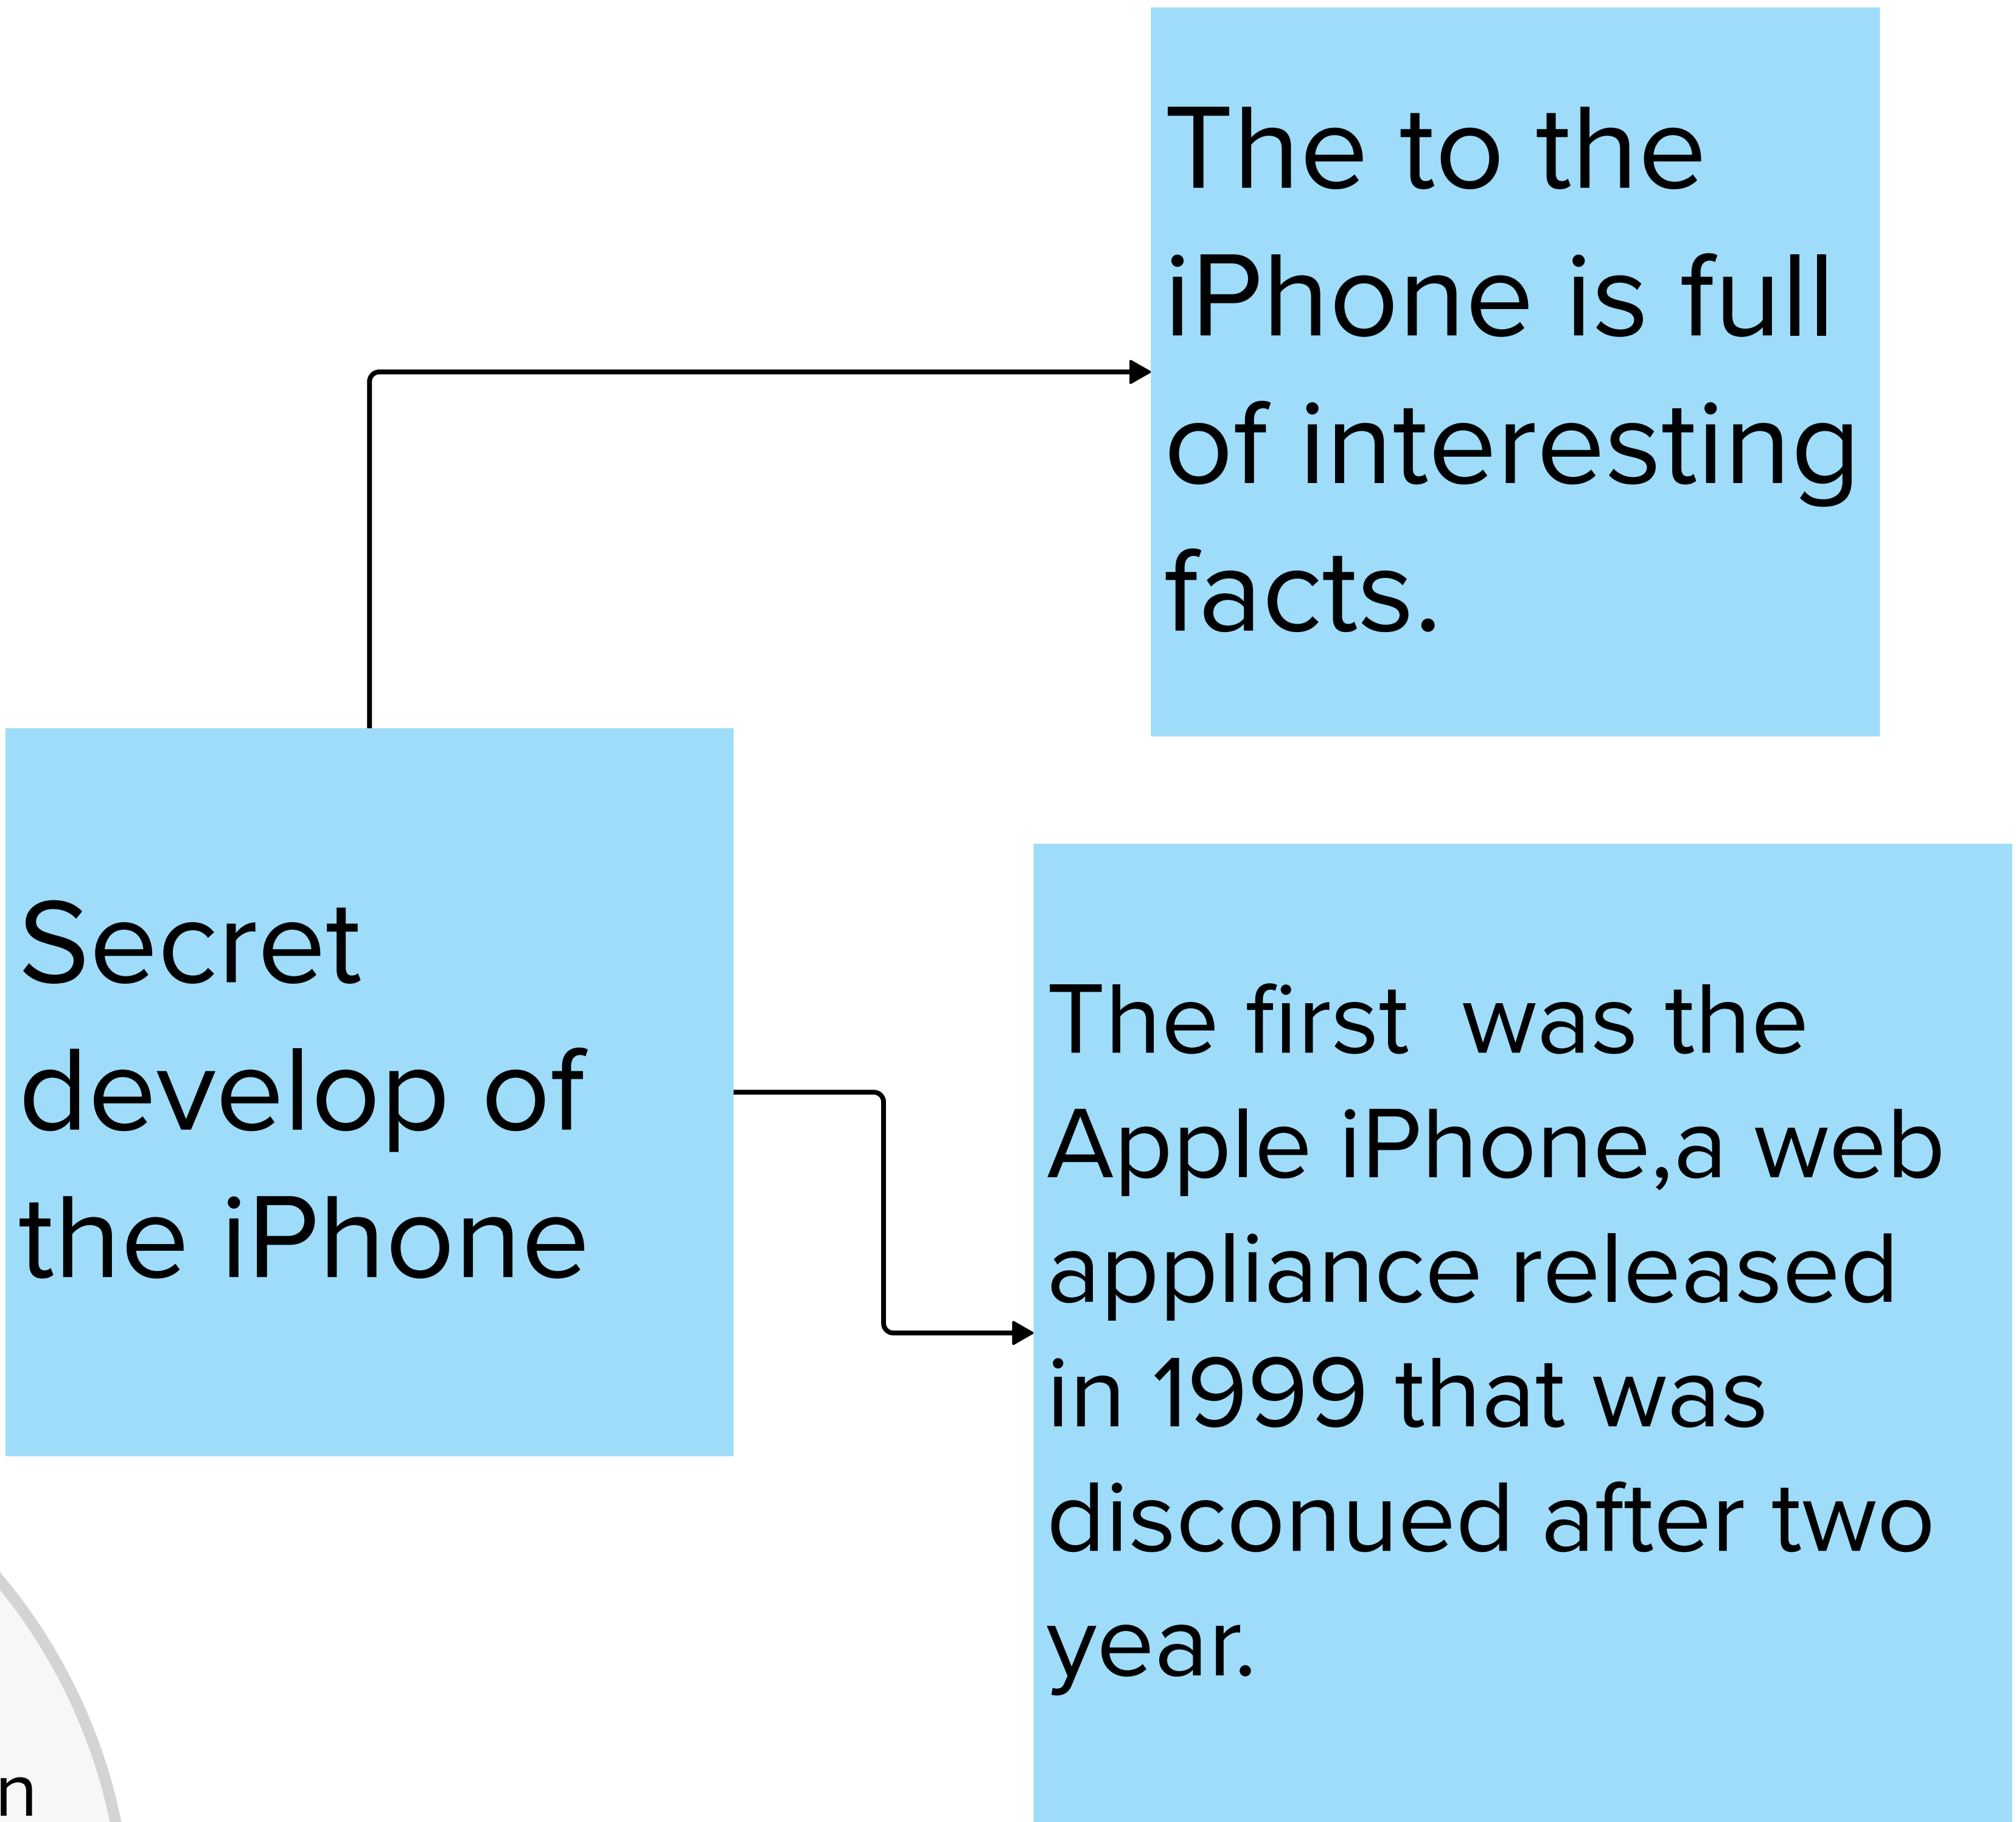 The to the
iPhone is full
of interesting
facts.
Secret
develop of
the iPhone
The first  was the
Apple iPhone,a web
appliance released
in 1999 that was
disconued after two
year.
n